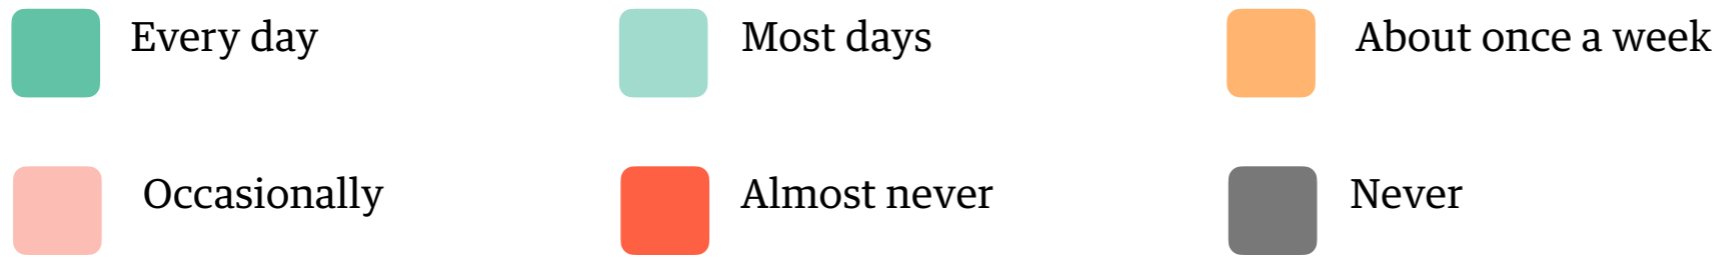 Every day
Most days
About once a week
Occasionally
Almost never
Never